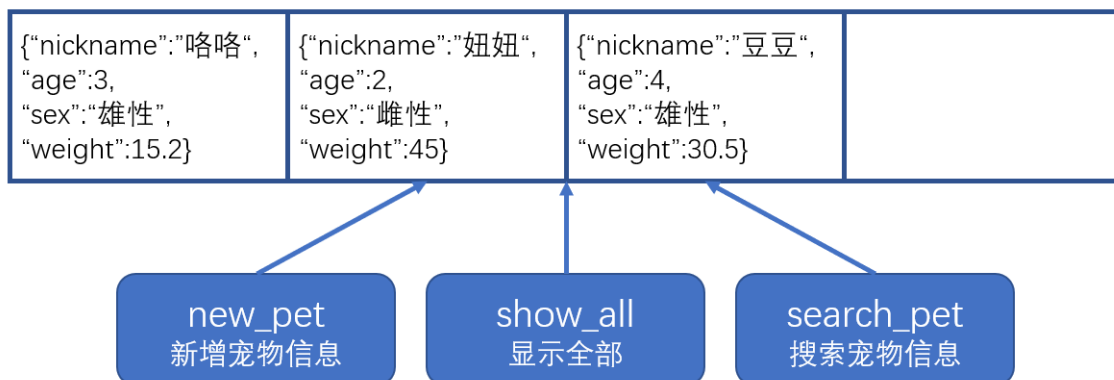 {“nickname”:”咯咯“,
“age”:3,
“sex”:“雄性”,
“weight”:15.2}
{“nickname”:”妞妞“,
“age”:2,
“sex”:“雌性”,
“weight”:45}
{“nickname”:”豆豆“,
“age”:4,
“sex”:“雄性”,
“weight”:30.5}
new_pet
新增宠物信息
show_all
显示全部
search_pet
搜索宠物信息